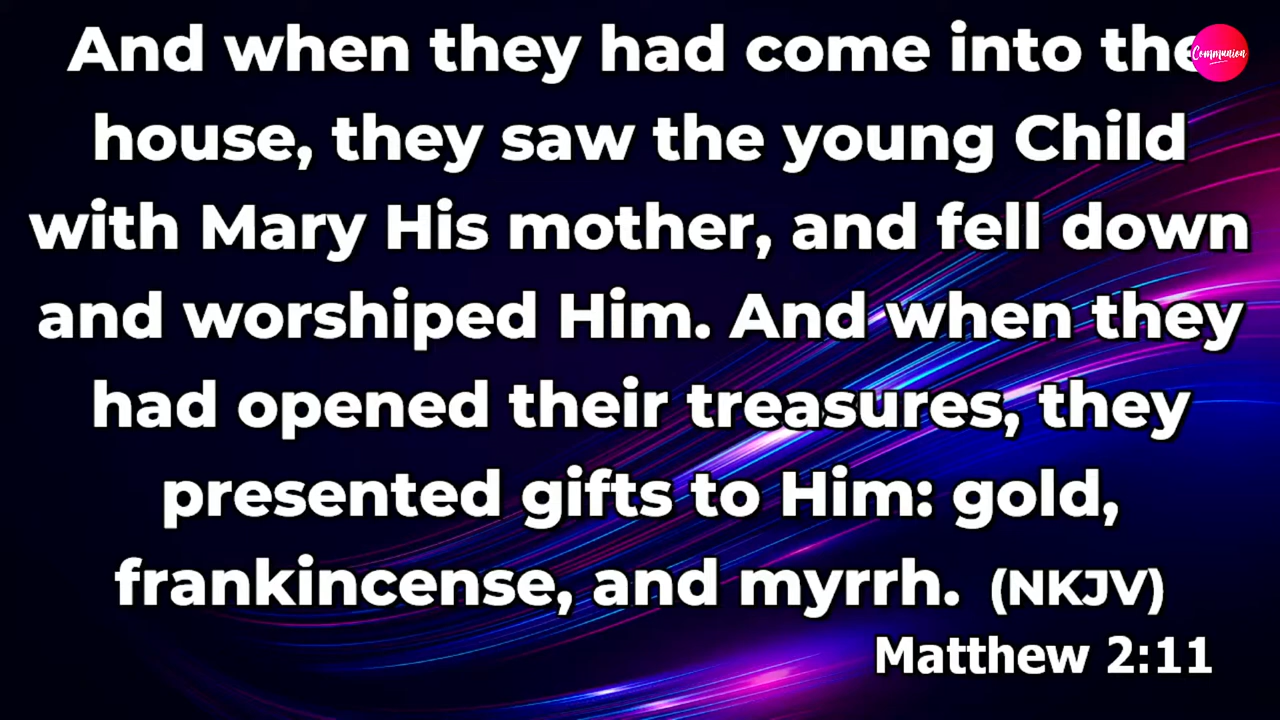 And when they had come into the
Communion
house, they saw the young Child
with Mary His mother, and fell down
and worshiped Him. And when they
had opened their treasures, they
presented gifts to Him: gold,
frankincense, and myrrh. (NKJV)
Matthew 2:11